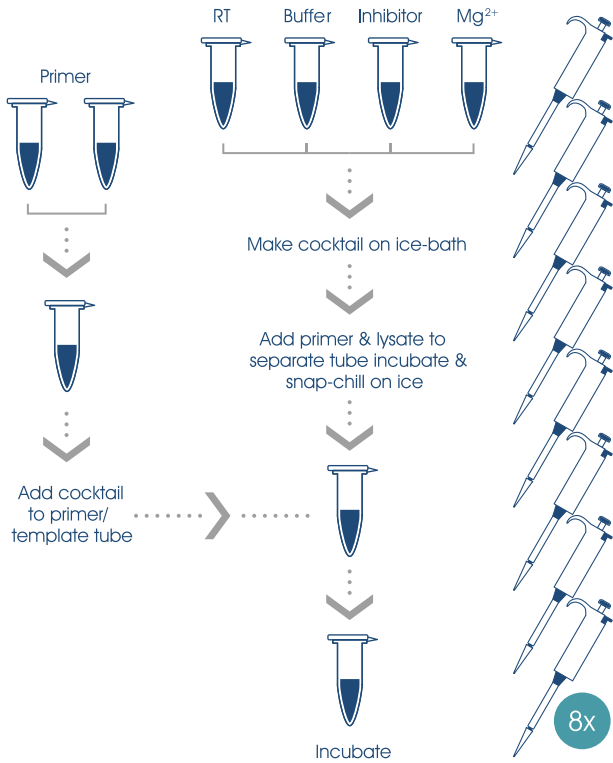 RT
Buffer
Inhibitor
Mg²⁺
Primer
Make cocktail on ice-bath
Add primer & lysate to
separate tube incubate &
snap-chill on ice
Add cocktail
to primer/
template tube
Incubate
8x